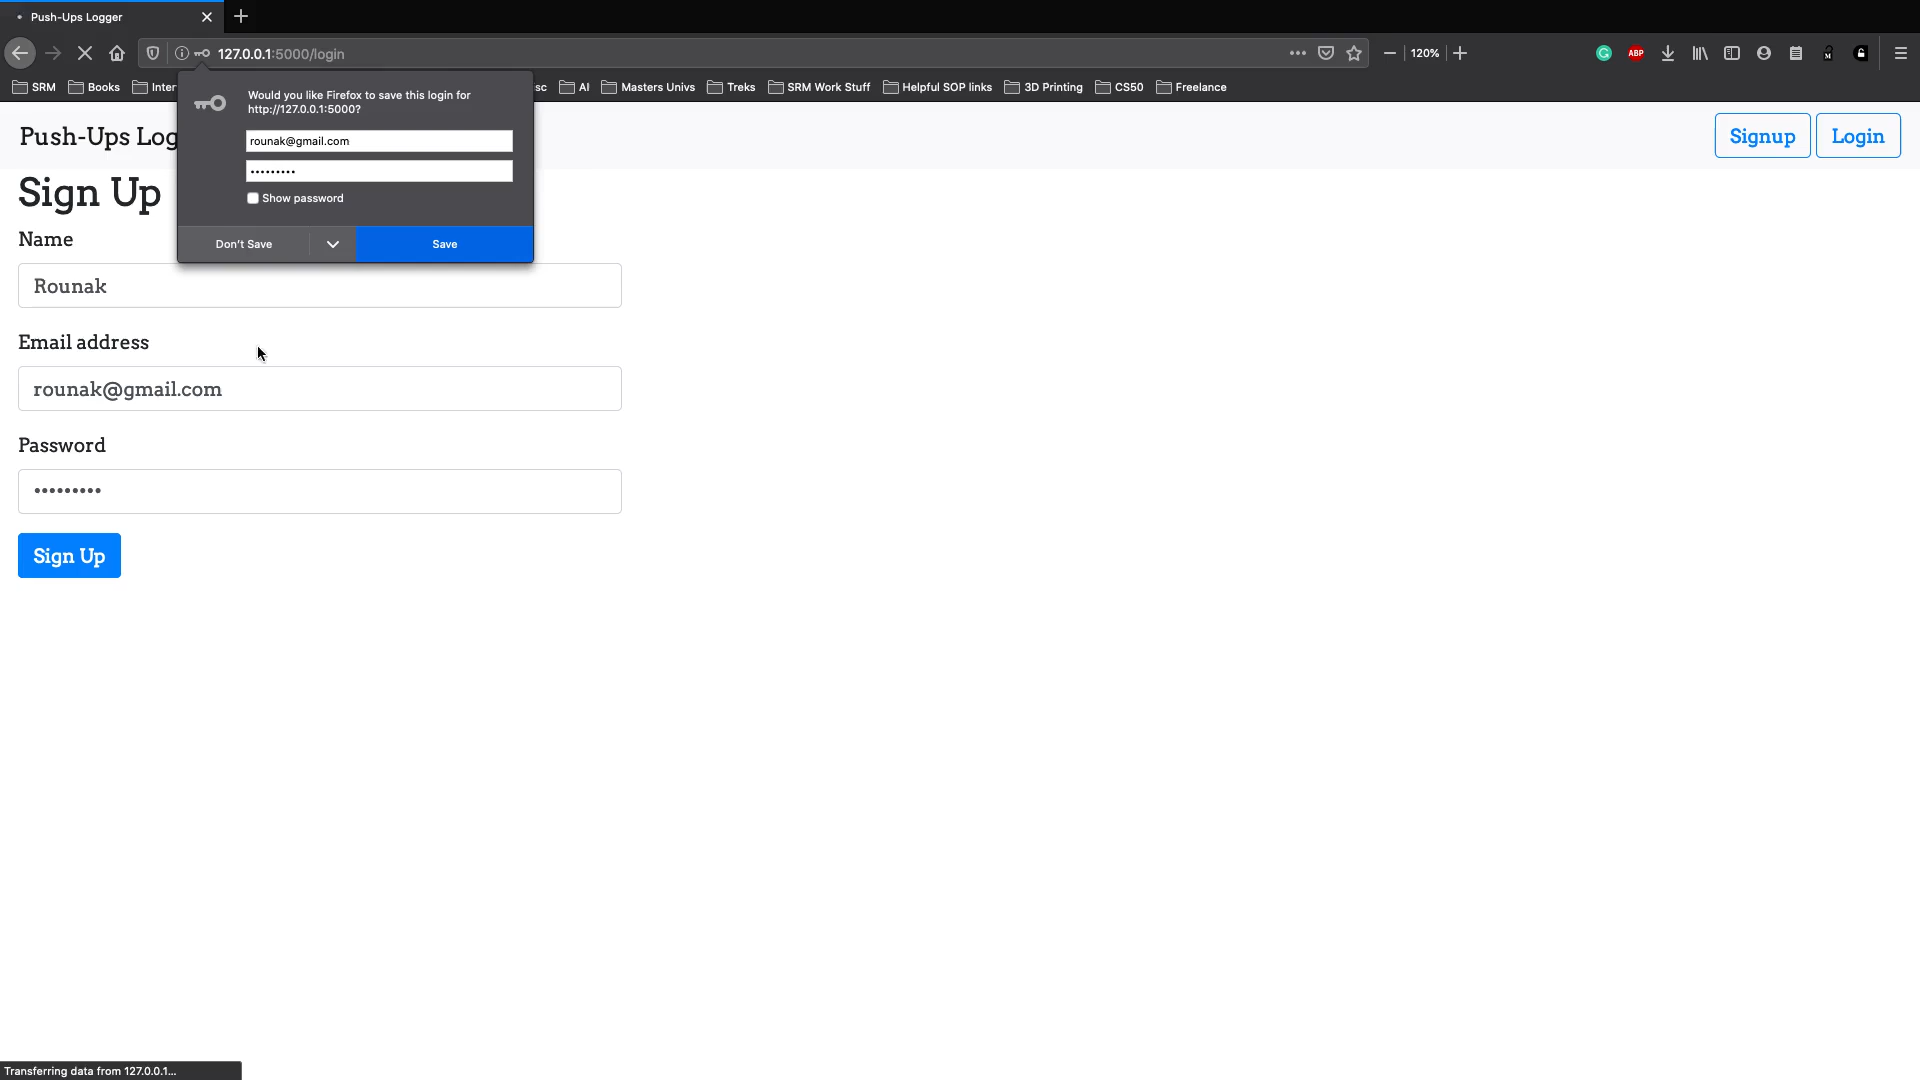 Push-Ups Logger
127.0.0.1:5000/login
120%
ABP
SRM
Books
Inter
sc
AI
Masters Univs
Treks
SRM Work Stuff
Helpful SOP links
3D Printing
CS50
Freelance
Would you like Firefox to save this login for
http://127.0.0.1:5000?
rounak@gmail.com
•••••••••
Show password
Don't Save
Save
Push-Ups Log
Signup
Login
Sign Up
Name
Rounak
Email address
rounak@gmail.com
Password
•••••••••
Sign Up
Transferring data from 127.0.0.1...